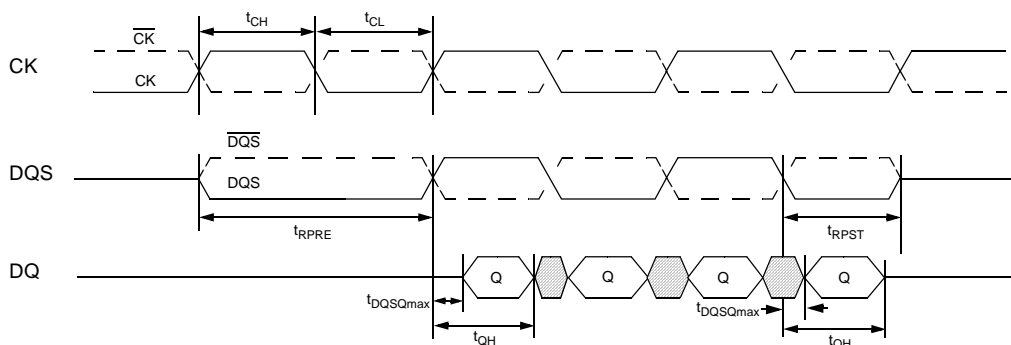 tCH
tCL
CK
CK
CK
DQS
DQS
DQS
tRPRE
tRPST
DQ
Q
Q
Q
Q
tDQSQmax
tDQSQmax
tQH
tQH